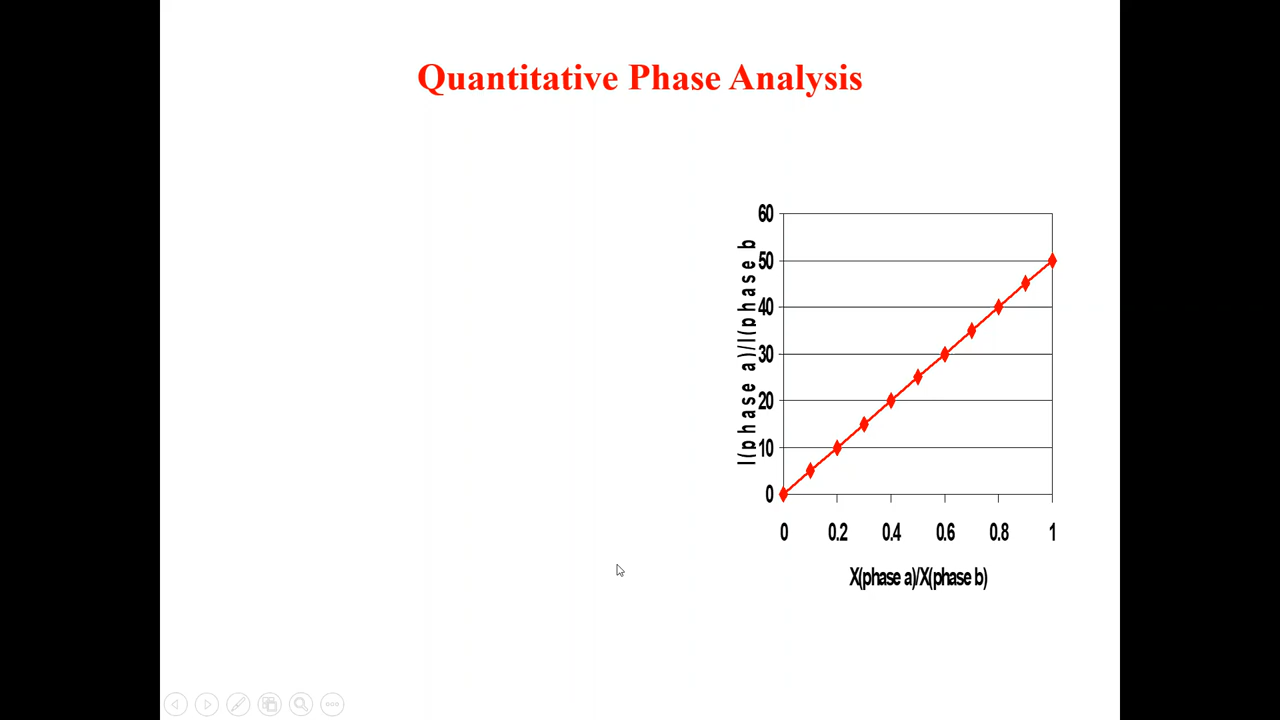 Quantitative Phase Analysis
I(phase a)/I(phase b
60
50
40
30
20
10
0
0 0.2 0.4 0.6 0.8 1
X(phase a)/X(phase b)